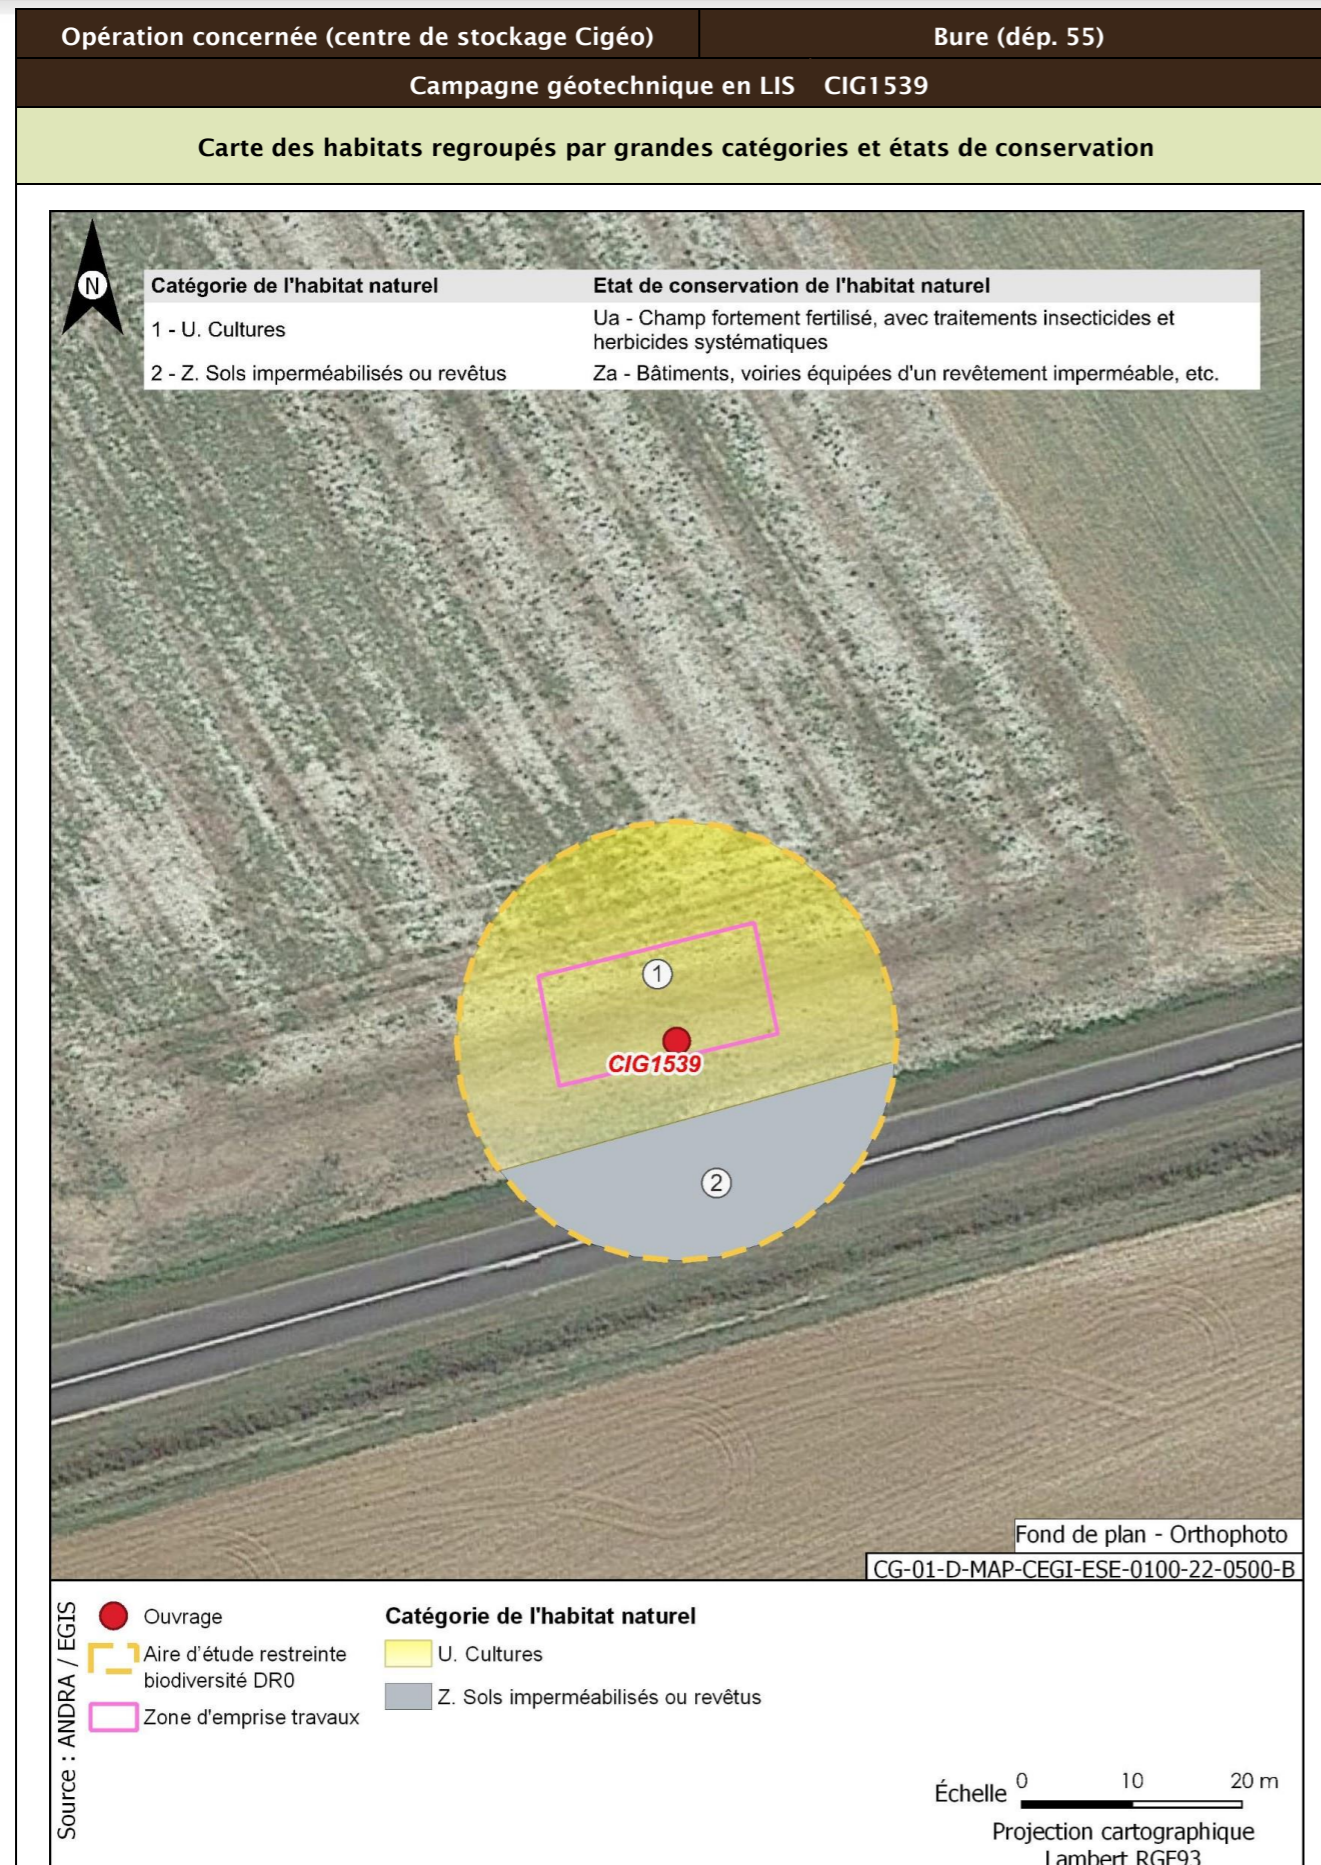 Opération concernée (centre de stockage Cigéo) Bure (dép. 55)
Campagne géotechnique en LIS CIG1539
Carte des habitats regroupés par grandes catégories et états de conservation
N
Catégorie de l'habitat naturel Etat de conservation de l'habitat naturel
1 - U. Cultures Ua - Champ fortement fertilisé, avec traitements insecticides et
herbicides systématiques
2 - Z. Sols imperméabilisés ou revêtus Za - Bâtiments, voiries équipées d'un revêtement imperméable, etc.
1
CIG1539
2
Fond de plan - Orthophoto
CG-01-D-MAP-CEGI-ESE-0100-22-0500-B
Source : ANDRA / EGIS
Ouvrage
Aire d'étude restreinte
biodiversité DR0
Zone d'emprise travaux
Catégorie de l'habitat naturel
U. Cultures
Z. Sols imperméabilisés ou revêtus
Échelle 0 10 20 m
Projection cartographique
Lambert RGF93